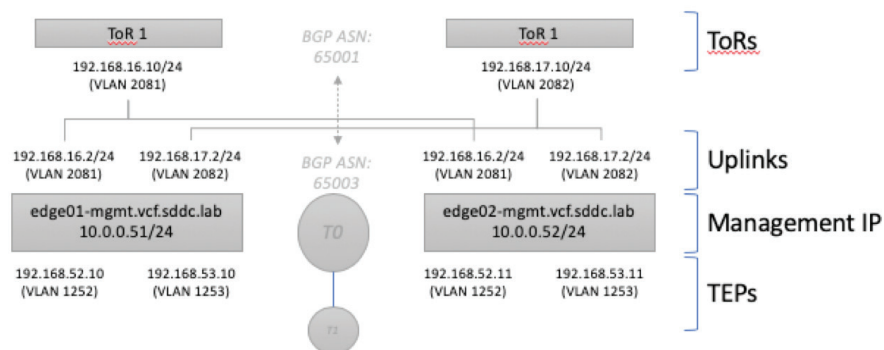 ToR 1
BGP ASN:
65001
ToR 1
ToRs
192.168.16.10/24
(VLAN 2081)
192.168.17.10/24
(VLAN 2082)
192.168.16.2/24
(VLAN 2081)
192.168.17.2/24
(VLAN 2082)
BGP ASN:
65003
192.168.16.2/24
(VLAN 2081)
192.168.17.2/24
(VLAN 2082)
Uplinks
edge01-mgmt.vcf.sddc.lab
10.0.0.51/24
T0
edge02-mgmt.vcf.sddc.lab
10.0.0.52/24
Management IP
192.168.52.10
(VLAN 1252)
192.168.53.10
(VLAN 1253)
192.168.52.11
(VLAN 1252)
192.168.53.11
(VLAN 1253)
TEPs
T1